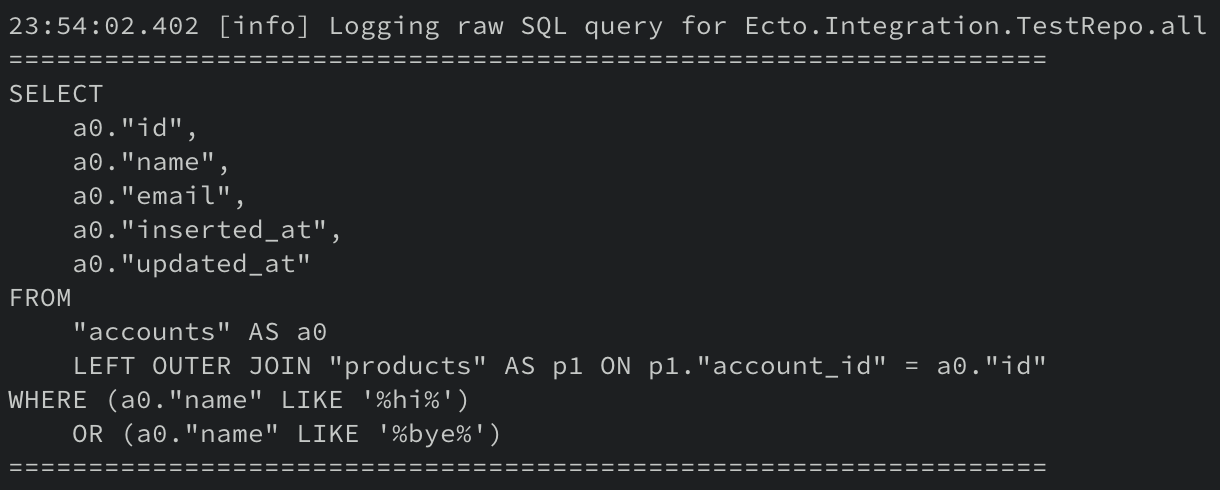 23:54:02.402 [info] Logging raw SQL query for Ecto.Integration.TestRepo.all
=================================================================
SELECT
    a0."id",
    a0."name",
    a0."email",
    a0."inserted_at",
    a0."updated_at"
FROM
    "accounts" AS a0
    LEFT OUTER JOIN "products" AS p1 ON p1."account_id" = a0."id"
WHERE (a0."name" LIKE '%hi%')
    OR (a0."name" LIKE '%bye%')
=================================================================